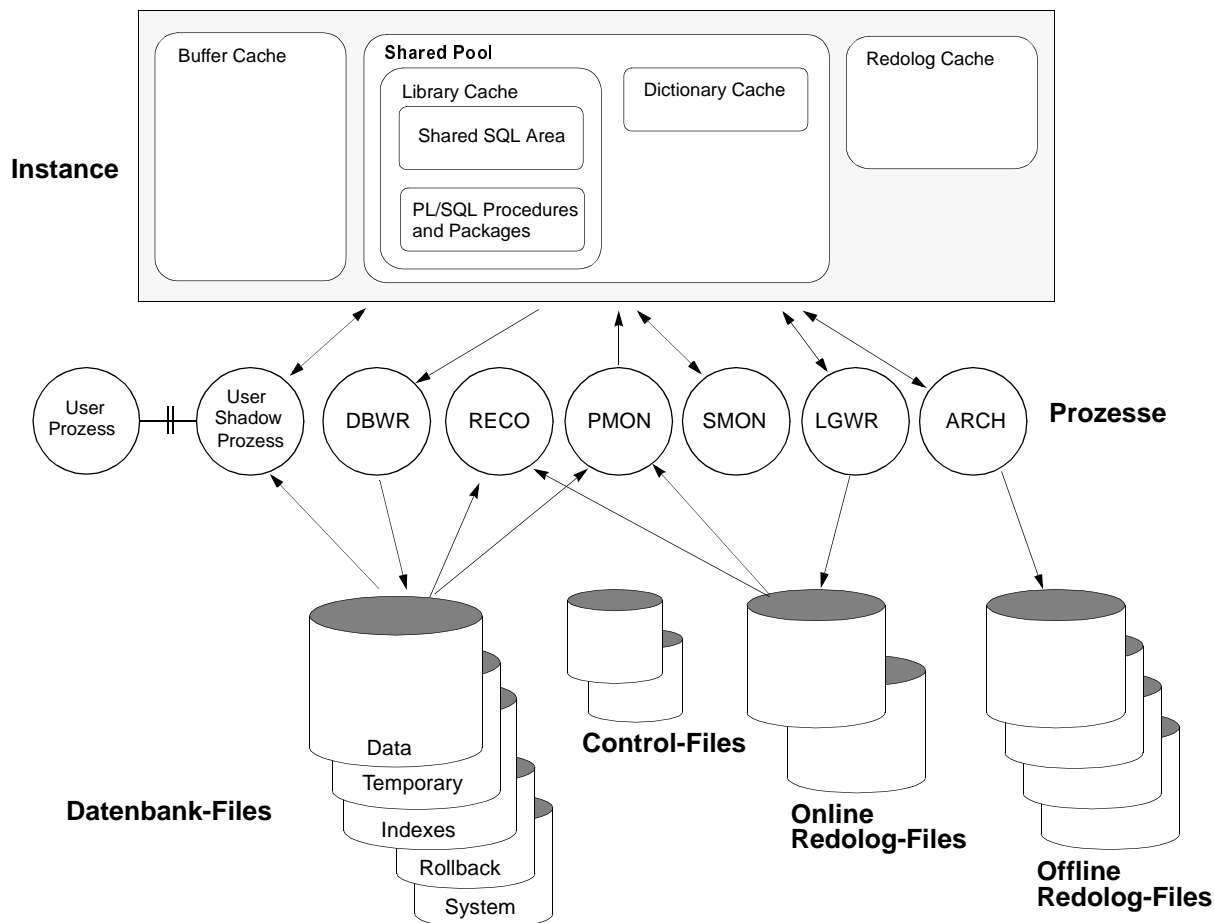 Buffer Cache
Shared Pool
Redolog Cache
Library Cache
Dictionary Cache
Shared SQL Area
Instance
PL/SQL Procedures
and Packages
User
Prozess
User
Shadow
Prozess
DBWR
RECO
PMON
SMON
LGWR
ARCH
Prozesse
Data
Temporary
Indexes
Rollback
System
Datenbank-Files
Control-Files
Online
Redolog-Files
Offline
Redolog-Files